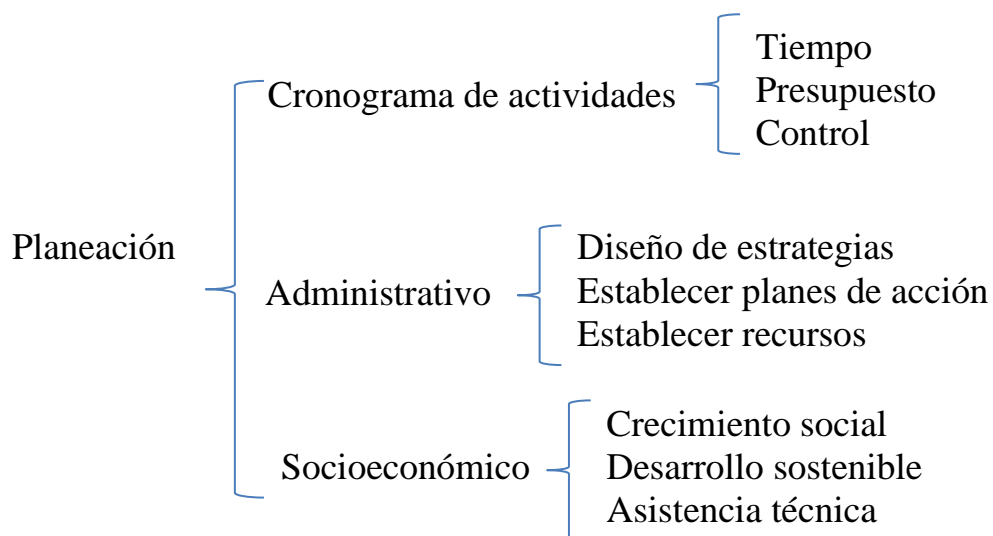 Planeación
Cronograma de actividades
Tiempo
Presupuesto
Control
Administrativo
Diseño de estrategias
Establecer planes de acción
Establecer recursos
Socioeconómico
Crecimiento social
Desarrollo sostenible
Asistencia técnica